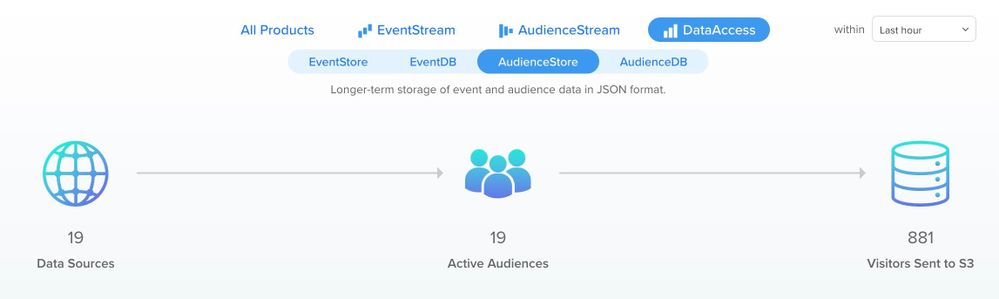 All Products EventStream AudienceStream DataAccess within Last hour
EventStore EventDB AudienceStore AudienceDB
Longer-term storage of event and audience data in JSON format.
19 19 881
Data Sources Active Audiences Visitors Sent to S3